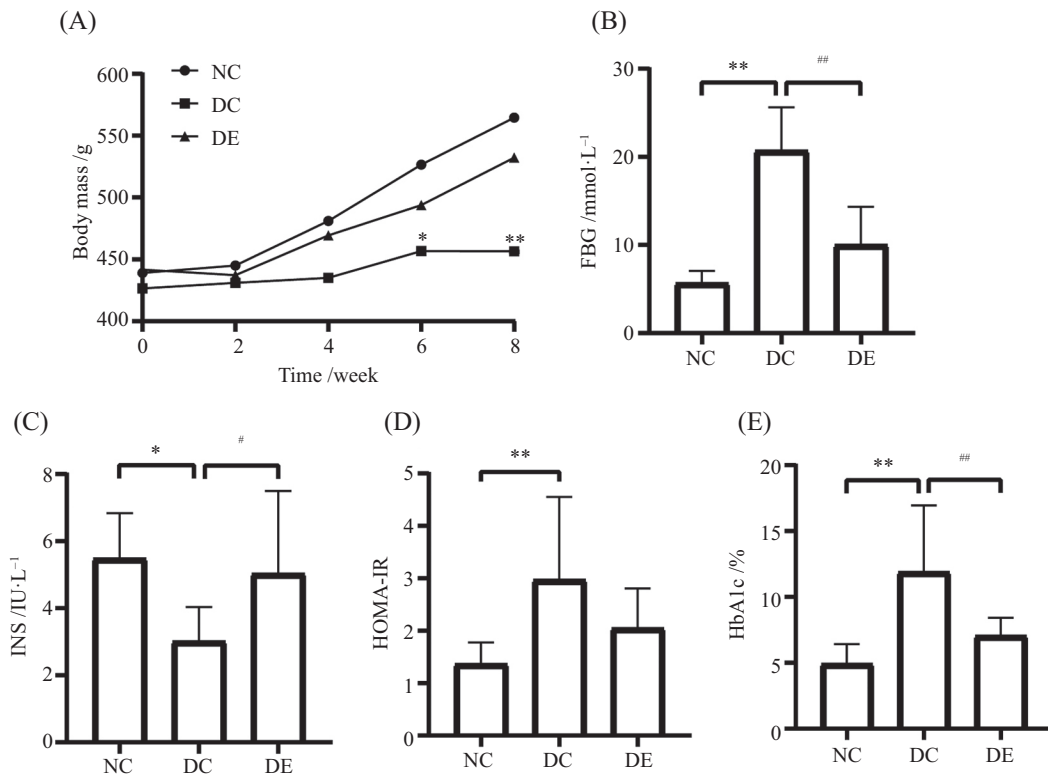 (A)
Body mass /g
600
550
500
450
400
NC
DC
DE
*
**
0 2 4 6 8
Time /week
(B)
FBG /mmol·L⁻¹
30
20
10
0
** ##
NC DC DE
(C)
INS /IU·L⁻¹
8
6
4
2
0
* #
NC DC DE
(D)
HOMA-IR
5
4
3
2
1
0
**
NC DC DE
(E)
HbA1c /%
20
15
10
5
0
** ##
NC DC DE